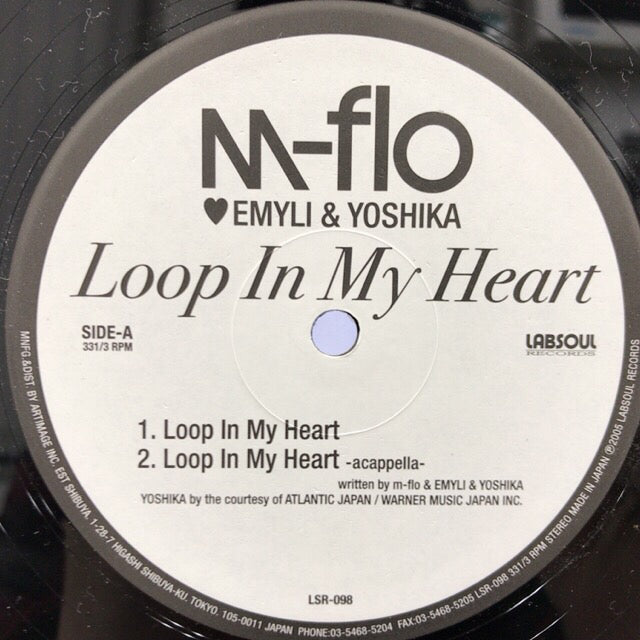 m-flo
♥EMYLI & YOSHIKA
Loop In My Heart
SIDE-A
331/3 RPM
LABSOUL
RECORDS
1. Loop In My Heart
2. Loop In My Heart -acappella-
written by m-flo & EMYLI & YOSHIKA
YOSHIKA by the courtesy of ATLANTIC JAPAN / WARNER MUSIC JAPAN INC.
LSR-098
MNFG.&DIST. BY ARTIMAGE INC. EST SHIBUYA, 1-28-7 HIGASHI SHIBUYA-KU, TOKYO, 105-0011 JAPAN PHONE:03-5468-5204 FAX:03-5468-5205 LSR-098 331/3 RPM STEREO MADE IN JAPAN ℗2005 LABSOUL RECORDS